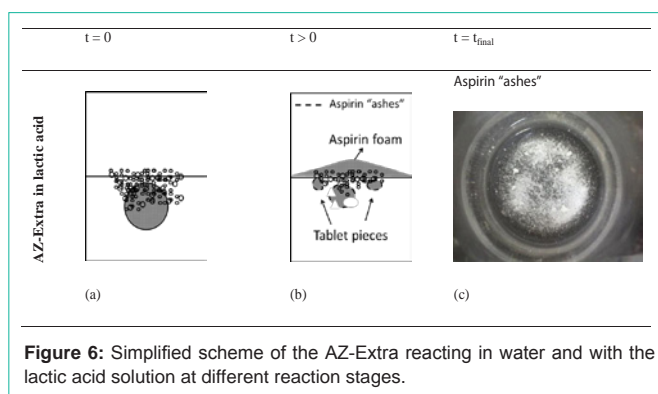 t = 0 t > 0 t = tfinal
Aspirin "ashes"
AZ-Extra in lactic acid
Aspirin "ashes"
Aspirin foam
Tablet pieces
(a) (b) (c)
Figure 6: Simplified scheme of the AZ-Extra reacting in water and with the
lactic acid solution at different reaction stages.